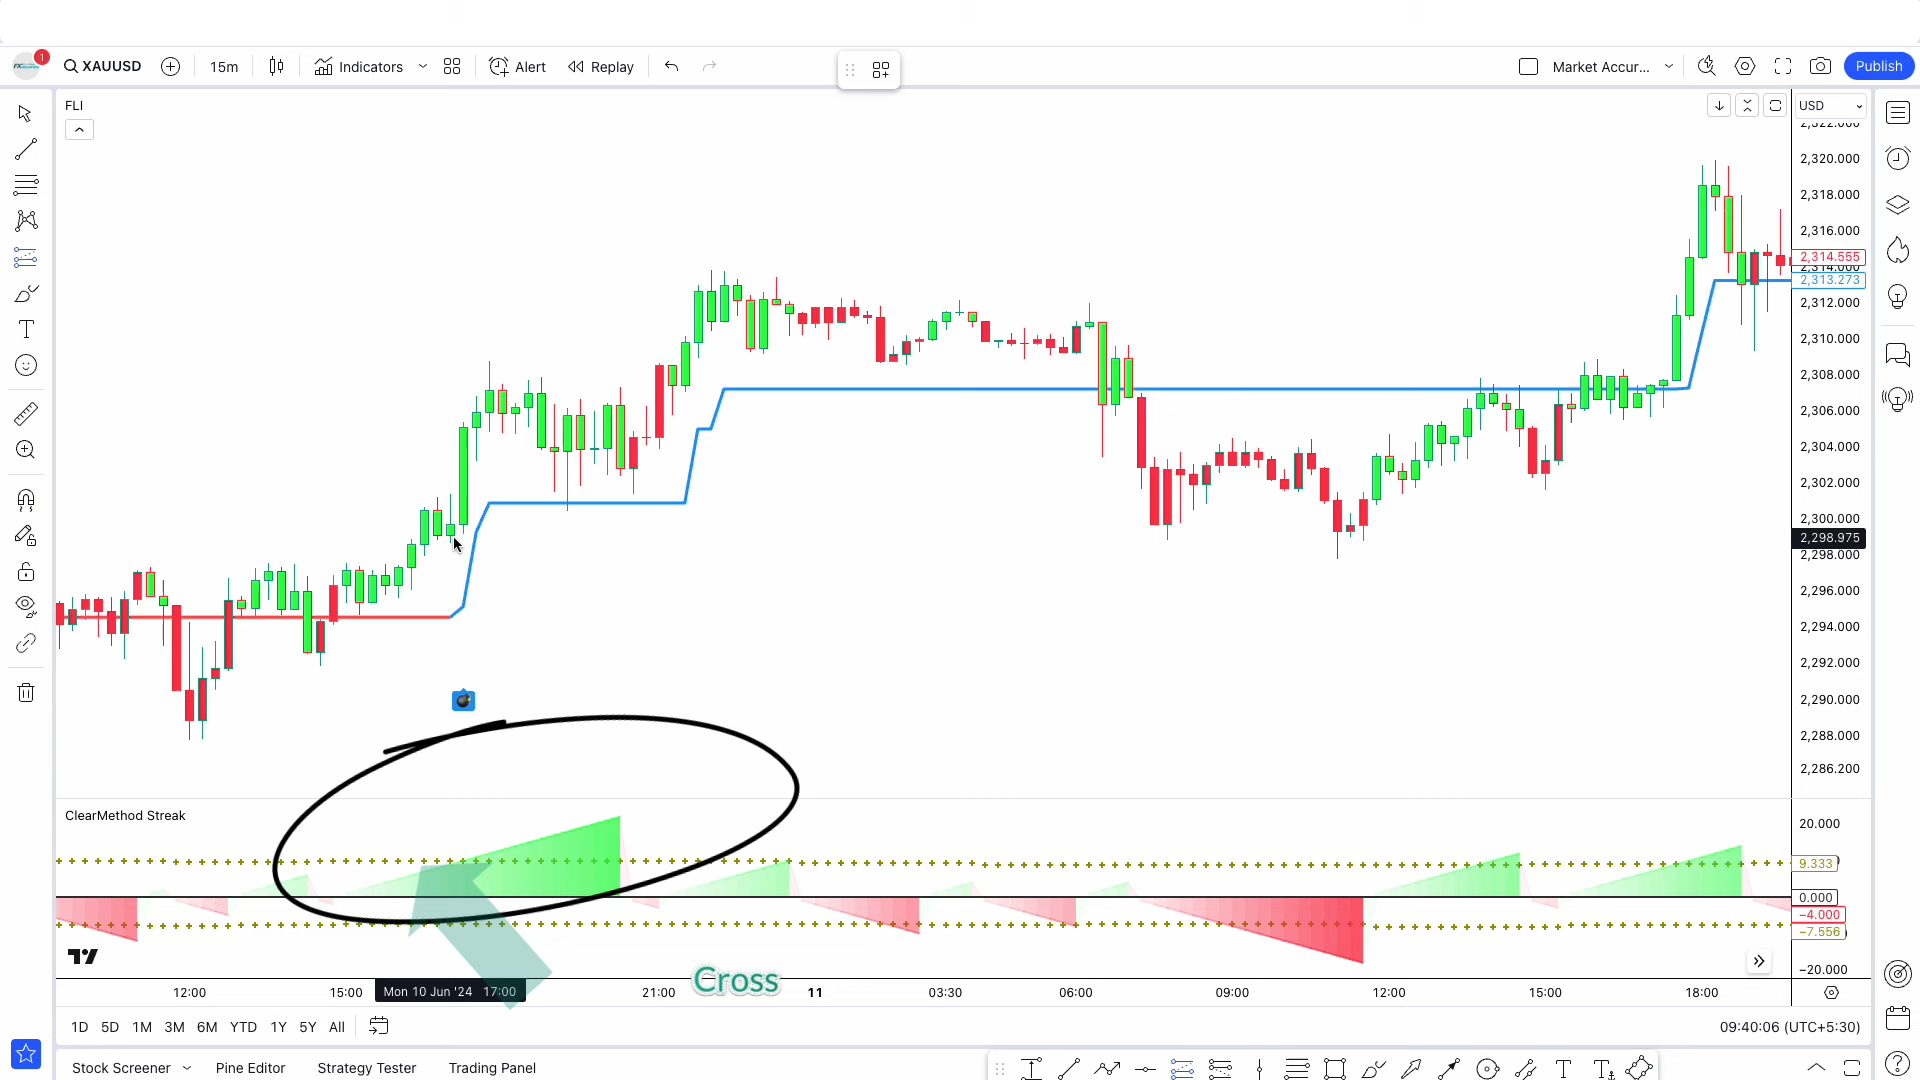 1
XAUUSD
15m
Indicators
Alert
Replay
Market Accur...
Publish
FLI
USD
2,322.000
2,320.000
2,318.000
2,316.000
2,314.555
2,314.000
2,313.273
2,312.000
2,310.000
2,308.000
2,306.000
2,304.000
2,302.000
2,300.000
2,298.975
2,298.000
2,296.000
2,294.000
2,292.000
2,290.000
2,288.000
2,286.200
ClearMethod Streak
20.000
9.333
0.000
−4.000
−7.556
−20.000
Cross
12:00 15:00 Mon 10 Jun '24 17:00 21:00 11 03:30 06:00 09:00 12:00 15:00 18:00
1D 5D 1M 3M 6M YTD 1Y 5Y All
09:40:06 (UTC+5:30)
Stock Screener Pine Editor Strategy Tester Trading Panel